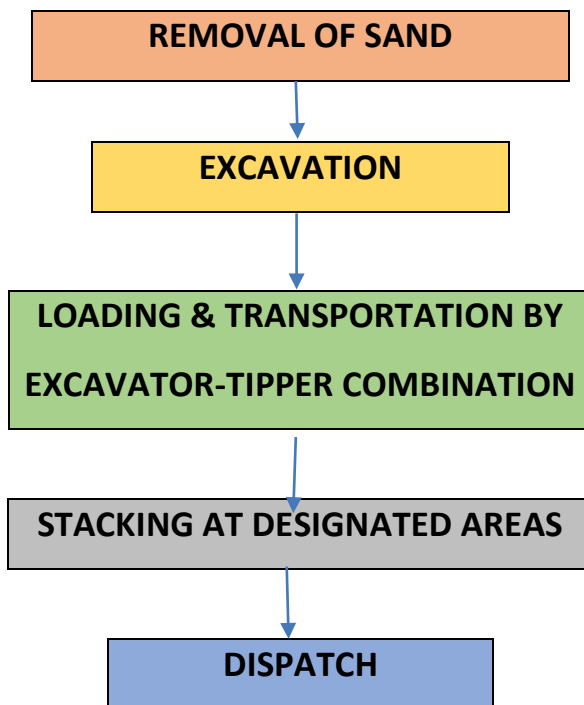 REMOVAL OF SAND
EXCAVATION
LOADING & TRANSPORTATION BY
EXCAVATOR-TIPPER COMBINATION
STACKING AT DESIGNATED AREAS
DISPATCH